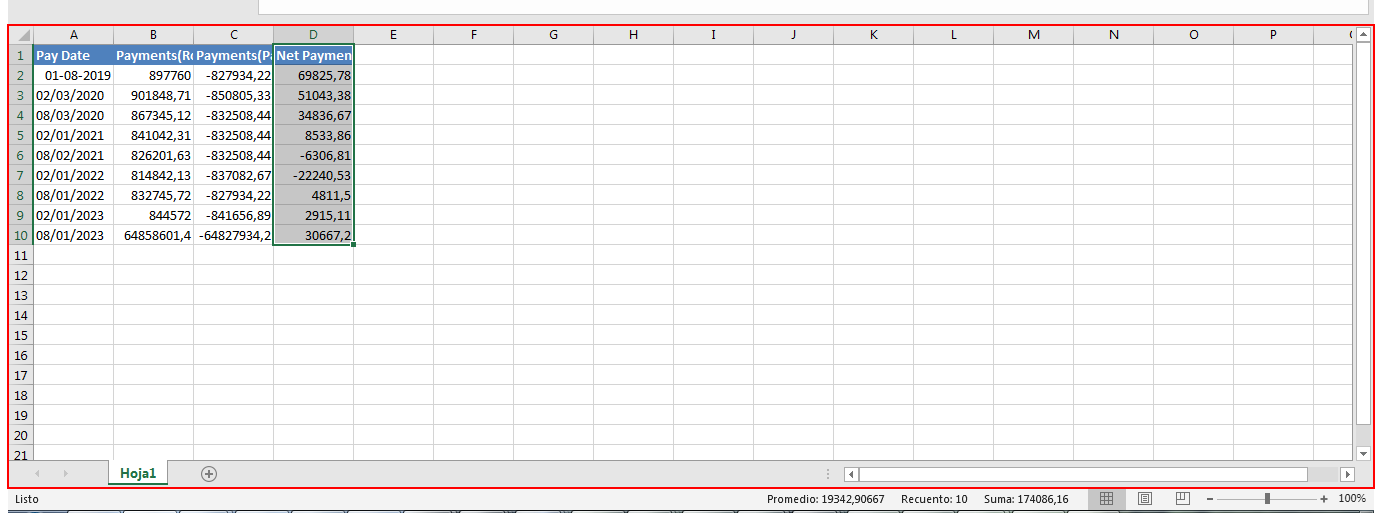 A B C D E F G H I J K L M N O P
1 Pay Date Payments(R Payments(P Net Paymen
2 01-08-2019 897760 -827934,22 69825,78
3 02/03/2020 901848,71 -850805,33 51043,38
4 08/03/2020 867345,12 -832508,44 34836,67
5 02/01/2021 841042,31 -832508,44 8533,86
6 08/02/2021 826201,63 -832508,44 -6306,81
7 02/01/2022 814842,13 -837082,67 -22240,53
8 08/01/2022 832745,72 -827934,22 4811,5
9 02/01/2023 844572 -841656,89 2915,11
10 08/01/2023 64858601,4 -64827934,2 30667,2
11
12
13
14
15
16
17
18
19
20
21
Hoja1
Listo Promedio: 19342,90667 Recuento: 10 Suma: 174086,16 100%